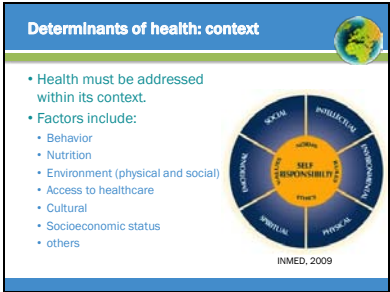 Determinants of health: context
• Health must be addressed
within its context.
• Factors include:
• Behavior
• Nutrition
• Environment (physical and social)
• Access to healthcare
• Cultural
• Socioeconomic status
• others
SOCIAL
INTELLECTUAL
ENVIRONMENTAL
PHYSICAL
SPIRITUAL
EMOTIONAL
NORMS
ETHICS
SELF
RESPONSIBILTY
INMED, 2009